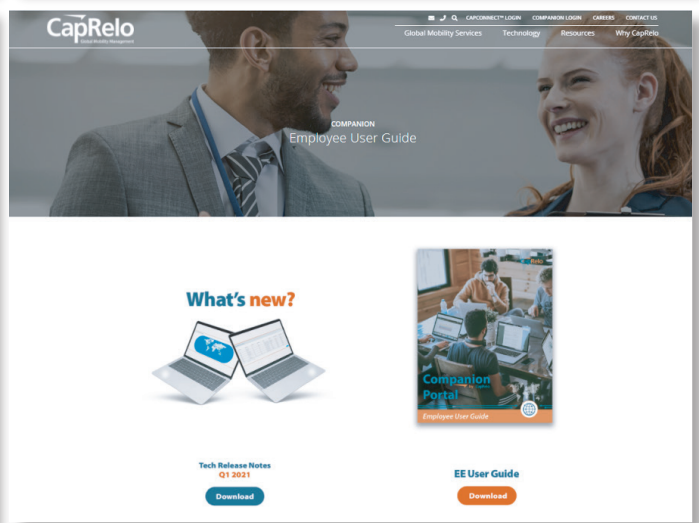 CapRelo
Global Mobility Management
CAPCONNECT™ LOGIN COMPANION LOGIN CAREERS CONTACT US
Global Mobility Services Technology Resources Why CapRelo
COMPANION
Employee User Guide
What's new?
Relo
Companion
Portal
Employee User Guide
Tech Release Notes
Q1 2021
Download
EE User Guide
Download